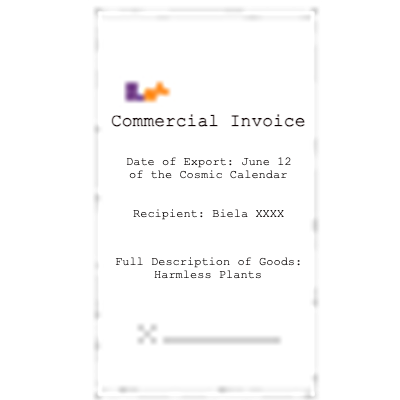 Commercial Invoice
Date of Export: June 12
of the Cosmic Calendar
Recipient: Biela XXXX
Full Description of Goods:
Harmless Plants